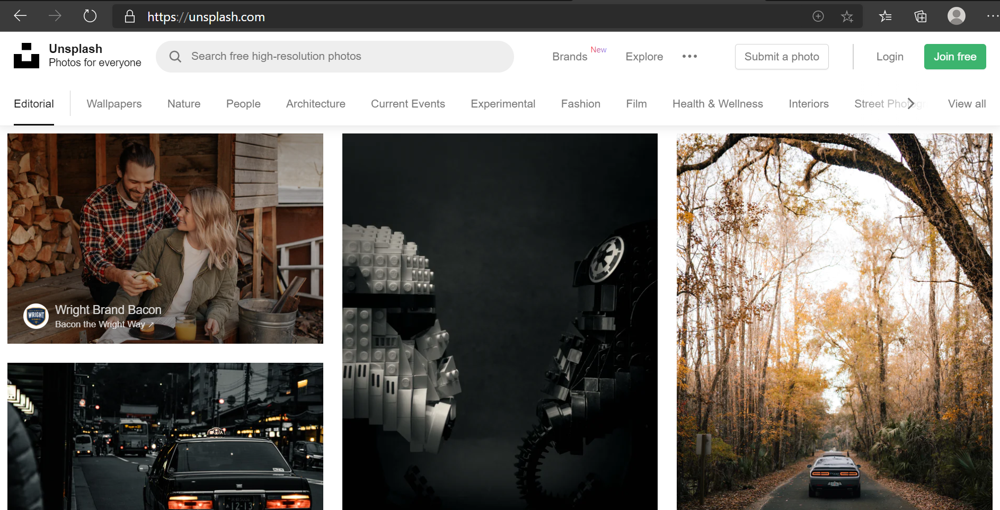 https://unsplash.com
Unsplash
Photos for everyone
Search free high-resolution photos
Brands New
Explore
Submit a photo
Login
Join free
Editorial
Wallpapers
Nature
People
Architecture
Current Events
Experimental
Fashion
Film
Health & Wellness
Interiors
Street Photogr
View all
WRIGHT
Wright Brand Bacon
Bacon the Wright Way ↗
12-13